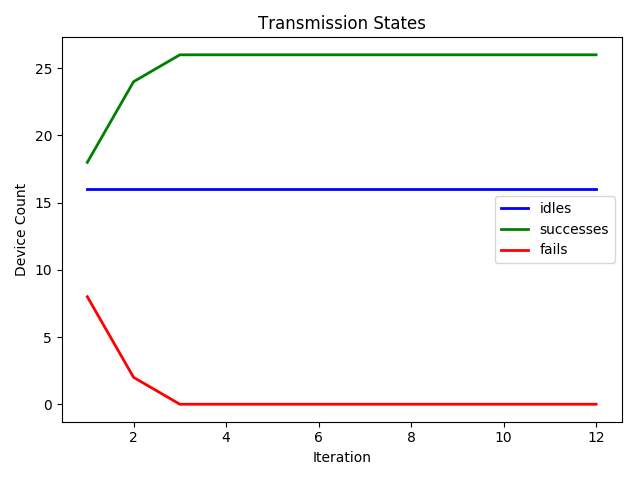 Transmission States
Device Count
25
20
15
10
5
0
idles
successes
fails
2 4 6 8 10 12
Iteration